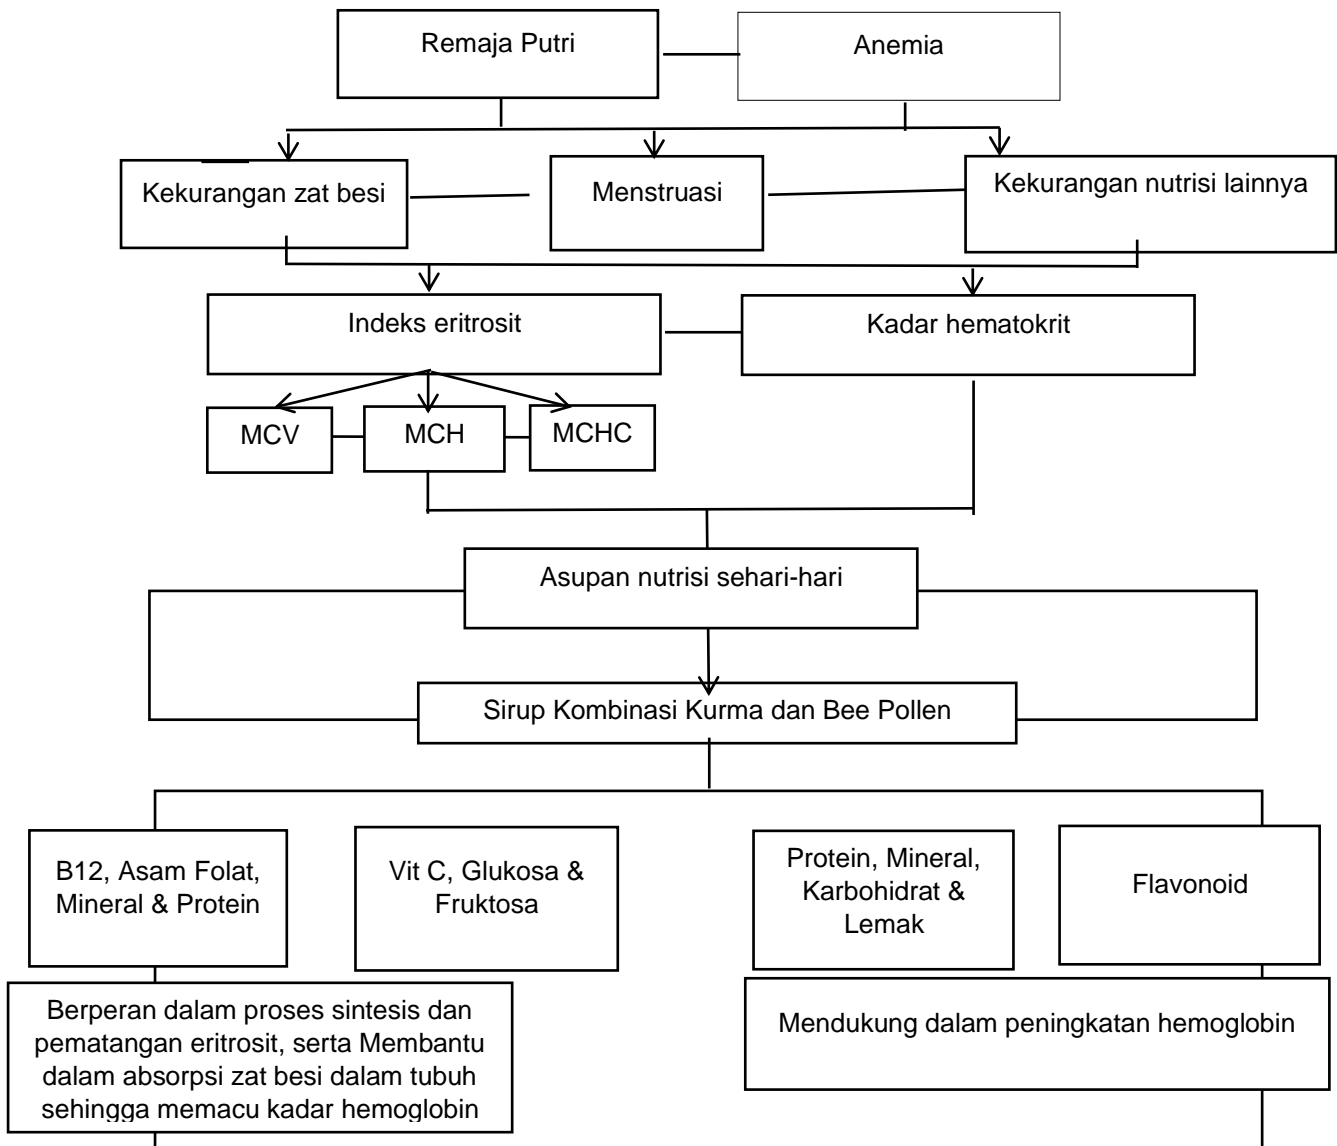 Remaja Putri
Anemia
Kekurangan zat besi
Menstruasi
Kekurangan nutrisi lainnya
Indeks eritrosit
Kadar hematokrit
MCV
MCH
MCHC
Asupan nutrisi sehari-hari
Sirup Kombinasi Kurma dan Bee Pollen
B12, Asam Folat,
Mineral & Protein
Vit C, Glukosa &
Fruktosa
Protein, Mineral,
Karbohidrat &
Lemak
Flavonoid
Berperan dalam proses sintesis dan
pematangan eritrosit, serta Membantu
dalam absorpsi zat besi dalam tubuh
sehingga memacu kadar hemoglobin
Mendukung dalam peningkatan hemoglobin